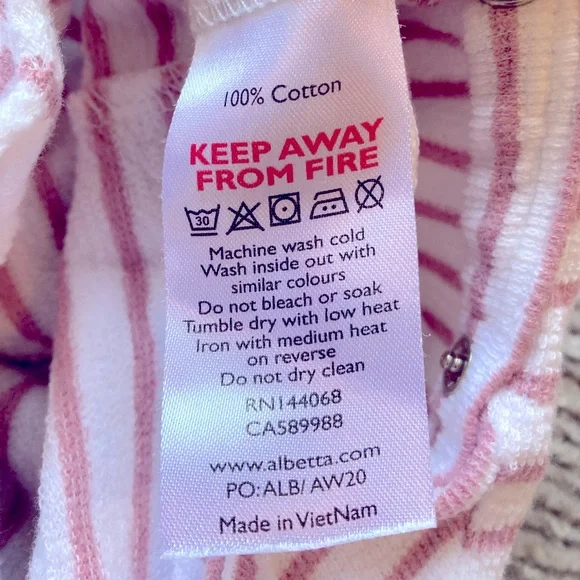 100% Cotton
KEEP AWAY
FROM FIRE
30
Machine wash cold
Wash inside out with
similar colours
Do not bleach or soak
Tumble dry with low heat
Iron with medium heat
on reverse
Do not dry clean
RN144068
CA589988
www.albetta.com
PO:ALB/ AW20
Made in VietNam